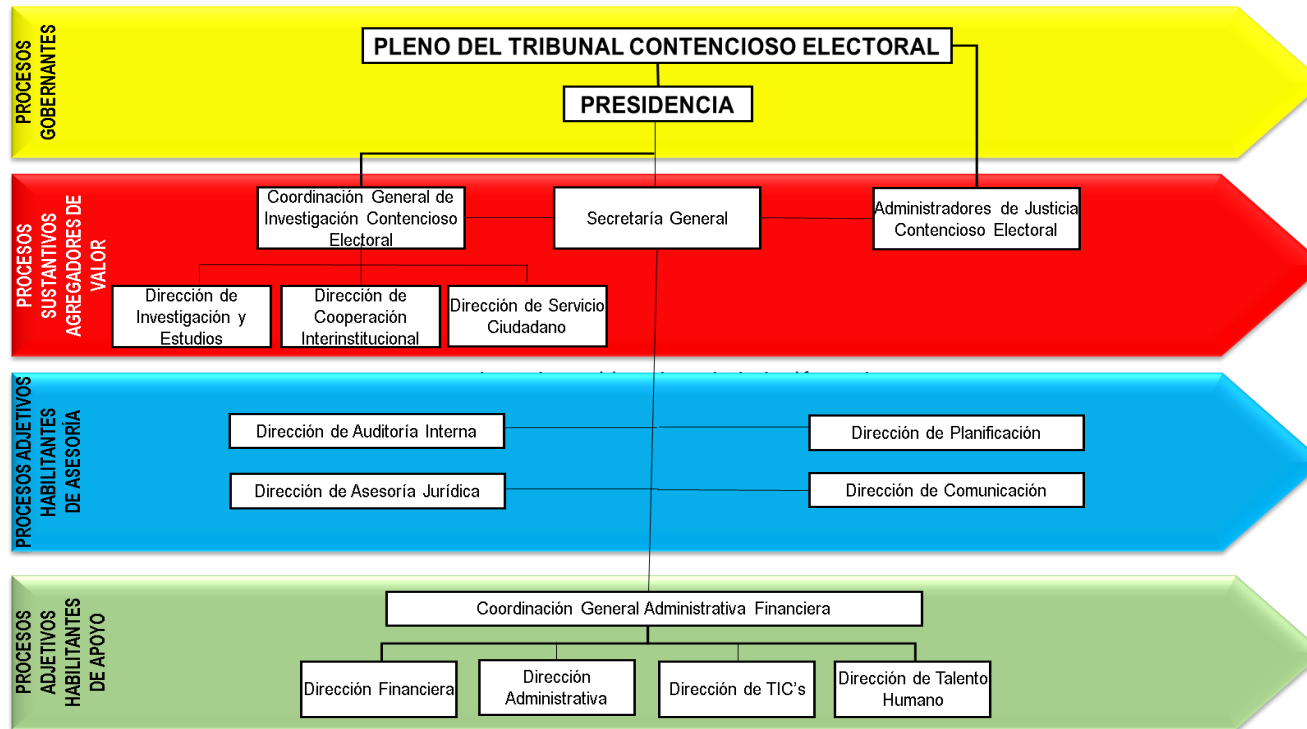 PROCESOS
GOBERNANTES
PLENO DEL TRIBUNAL CONTENCIOSO ELECTORAL
PRESIDENCIA
PROCESOS
SUSTANTIVOS
AGREGADORES DE
VALOR
Coordinación General de
Investigación Contencioso
Electoral
Secretaría General
Administradores de Justicia
Contencioso Electoral
Dirección de
Investigación y
Estudios
Dirección de
Cooperación
Interinstitucional
Dirección de Servicio
Ciudadano
PROCESOS ADJETIVOS
HABILITANTES
DE ASESORÍA
Dirección de Auditoría Interna
Dirección de Planificación
Dirección de Asesoría Jurídica
Dirección de Comunicación
PROCESOS
ADJETIVOS
HABILITANTES
DE APOYO
Coordinación General Administrativa Financiera
Dirección Financiera
Dirección
Administrativa
Dirección de TIC's
Dirección de Talento
Humano